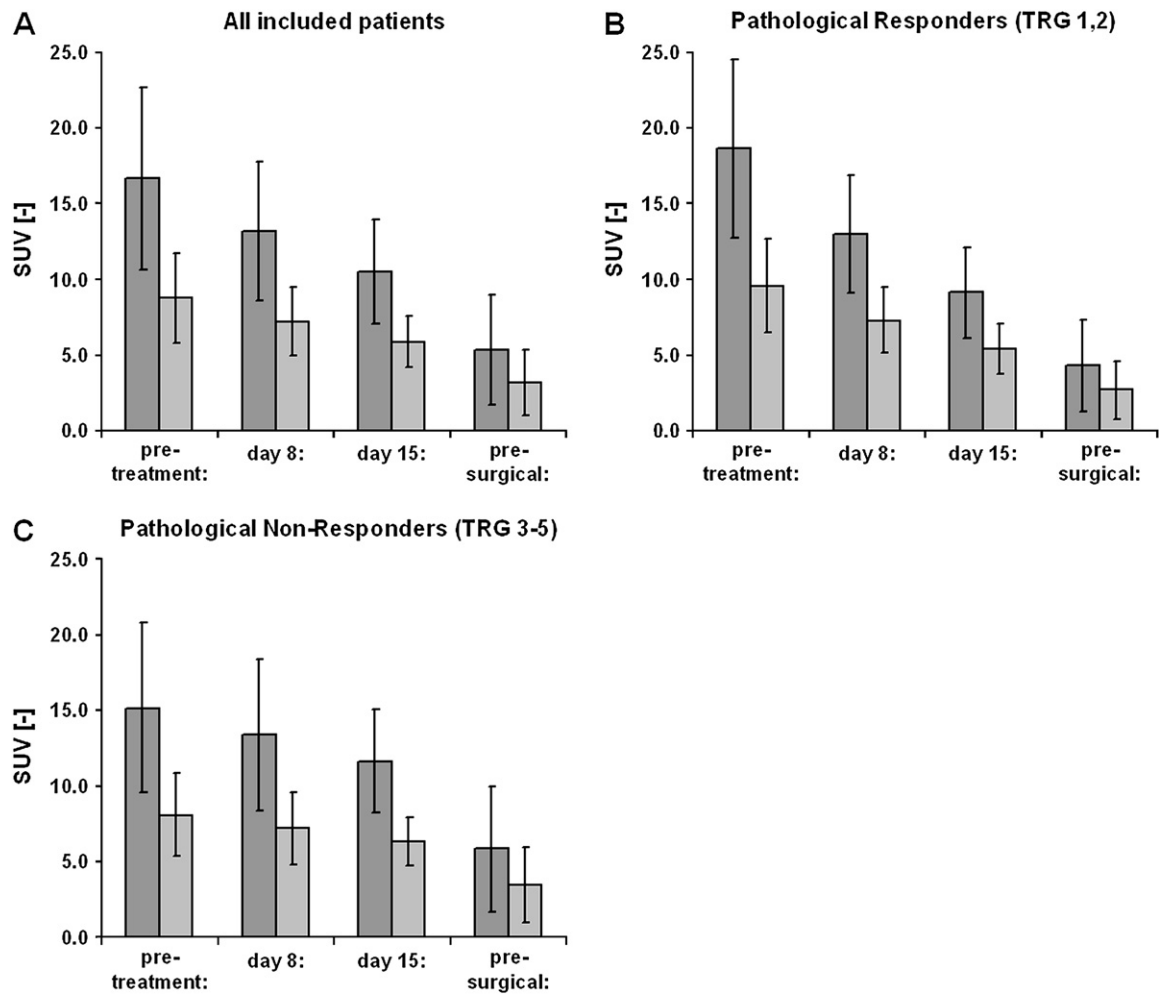 A
All included patients
25.0
20.0
15.0
10.0
5.0
0.0
SUV [-]
pre-
treatment:
day 8:
day 15:
pre-
surgical:
B
Pathological Responders (TRG 1,2)
25.0
20.0
15.0
10.0
5.0
0.0
SUV [-]
pre-
treatment:
day 8:
day 15:
pre-
surgical:
C
Pathological Non-Responders (TRG 3-5)
25.0
20.0
15.0
10.0
5.0
0.0
SUV [-]
pre-
treatment:
day 8:
day 15:
pre-
surgical: